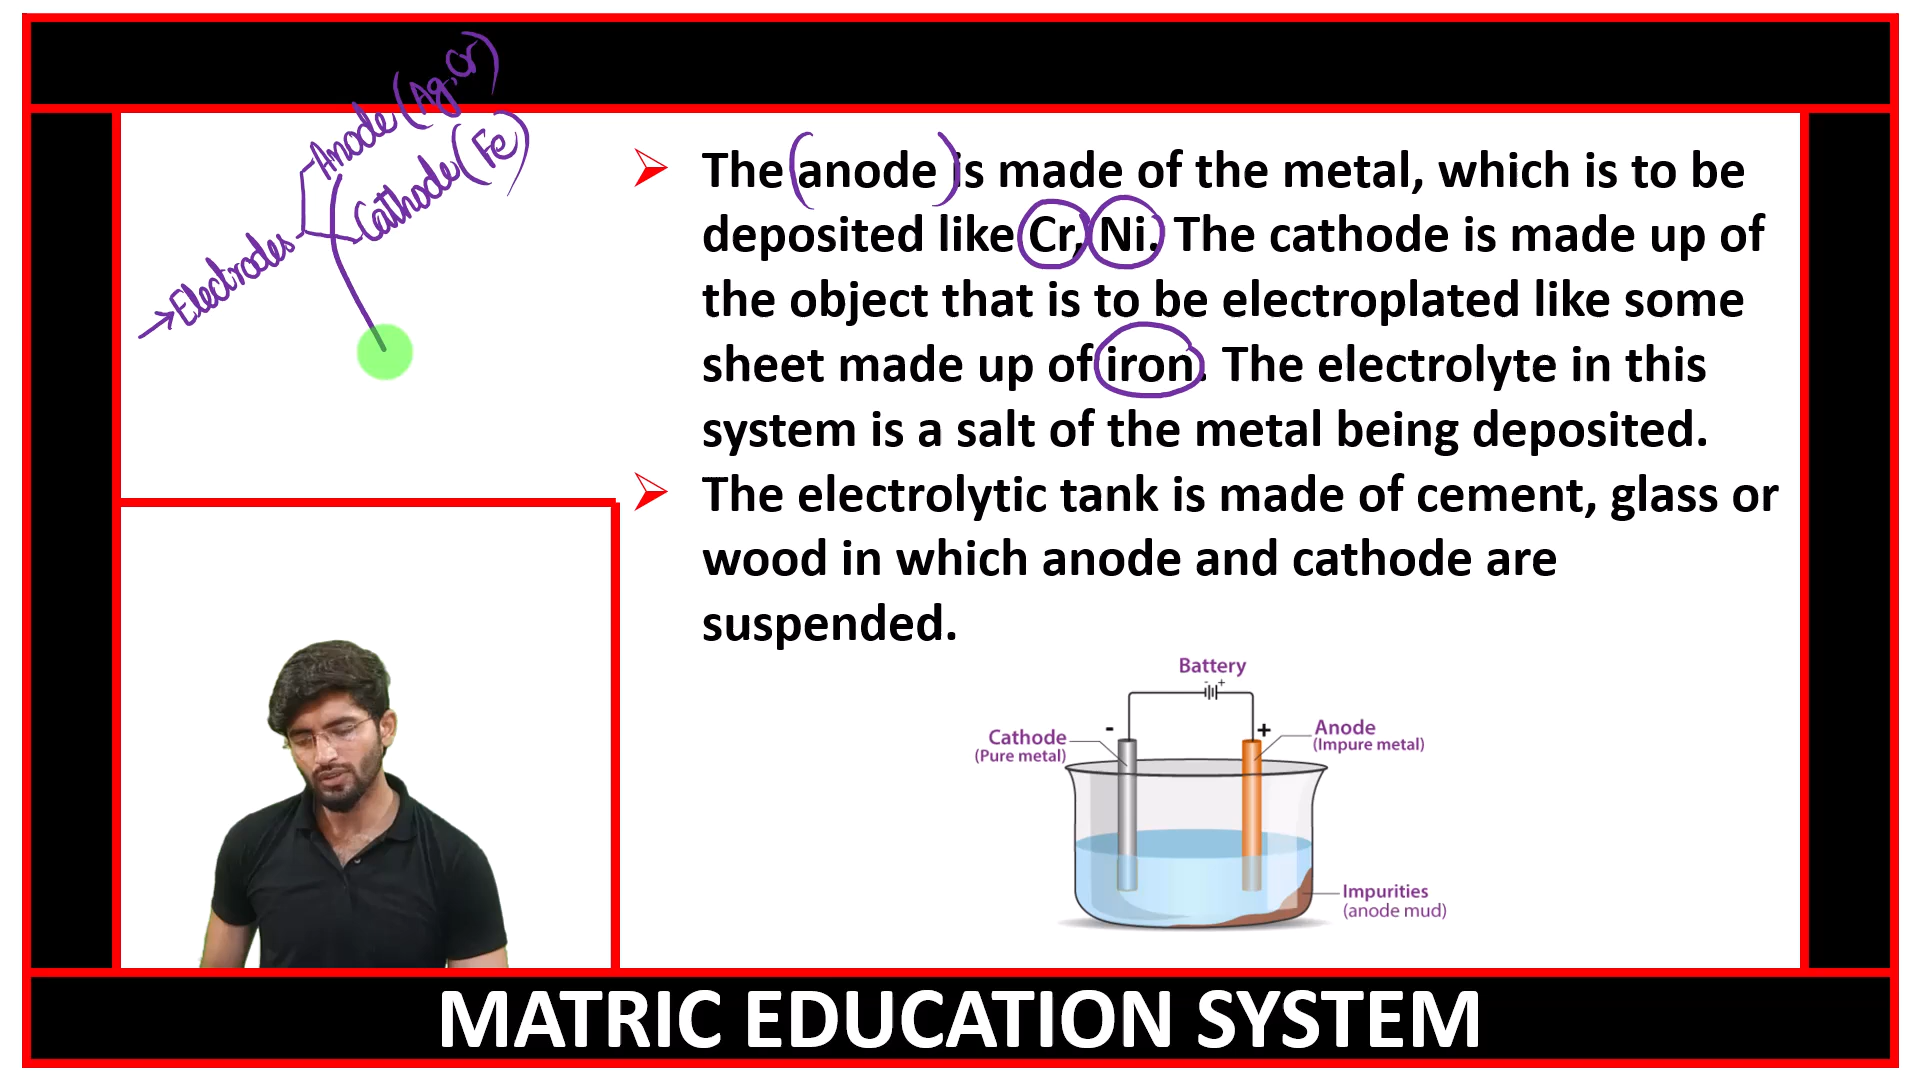 Anode (Ag, Cr)
Cathode (Fe)
→ Electrodes
➢ The (anode) is made of the metal, which is to be
deposited like Cr, Ni. The cathode is made up of
the object that is to be electroplated like some
sheet made up of iron. The electrolyte in this
system is a salt of the metal being deposited.
➢ The electrolytic tank is made of cement, glass or
wood in which anode and cathode are
suspended.
Battery
- +
- +
Cathode
(Pure metal)
Anode
(Impure metal)
Impurities
(anode mud)
MATRIC EDUCATION SYSTEM